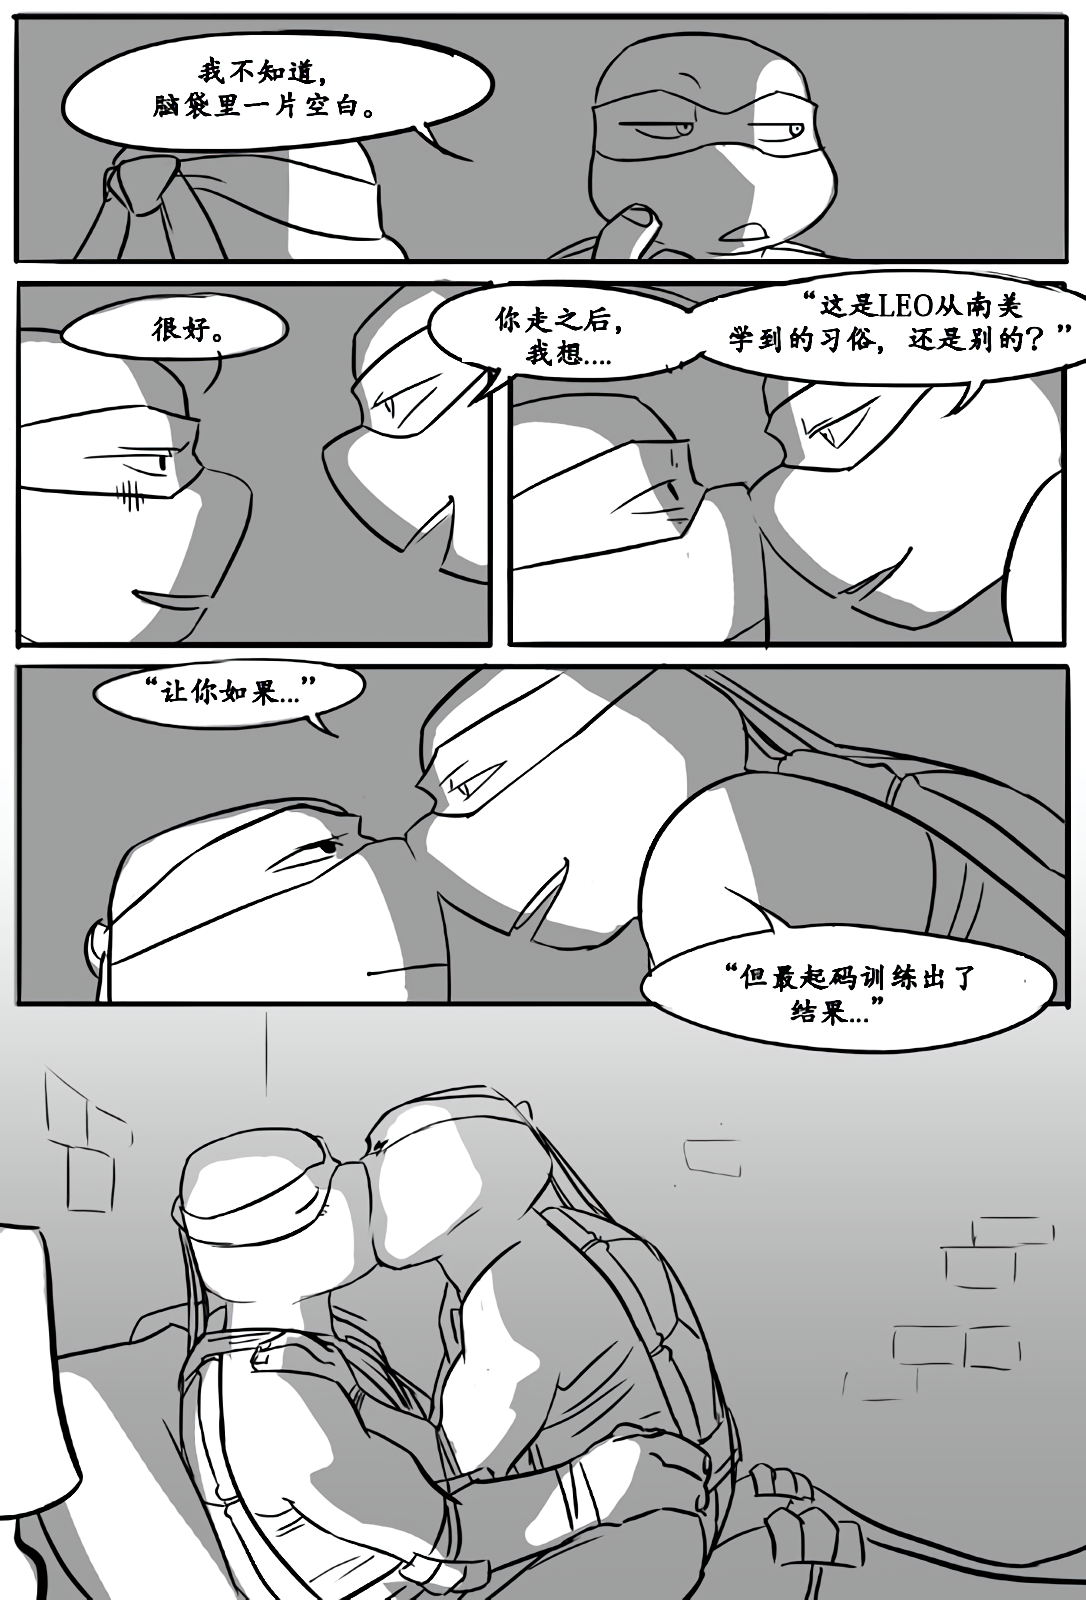 我不知道，
脑袋里一片空白。
很好。
你走之后，
我想....
“这是LEO从南美
学到的习俗，还是别的？”
“让你如果...”
“但最起码训练出了
结果...”